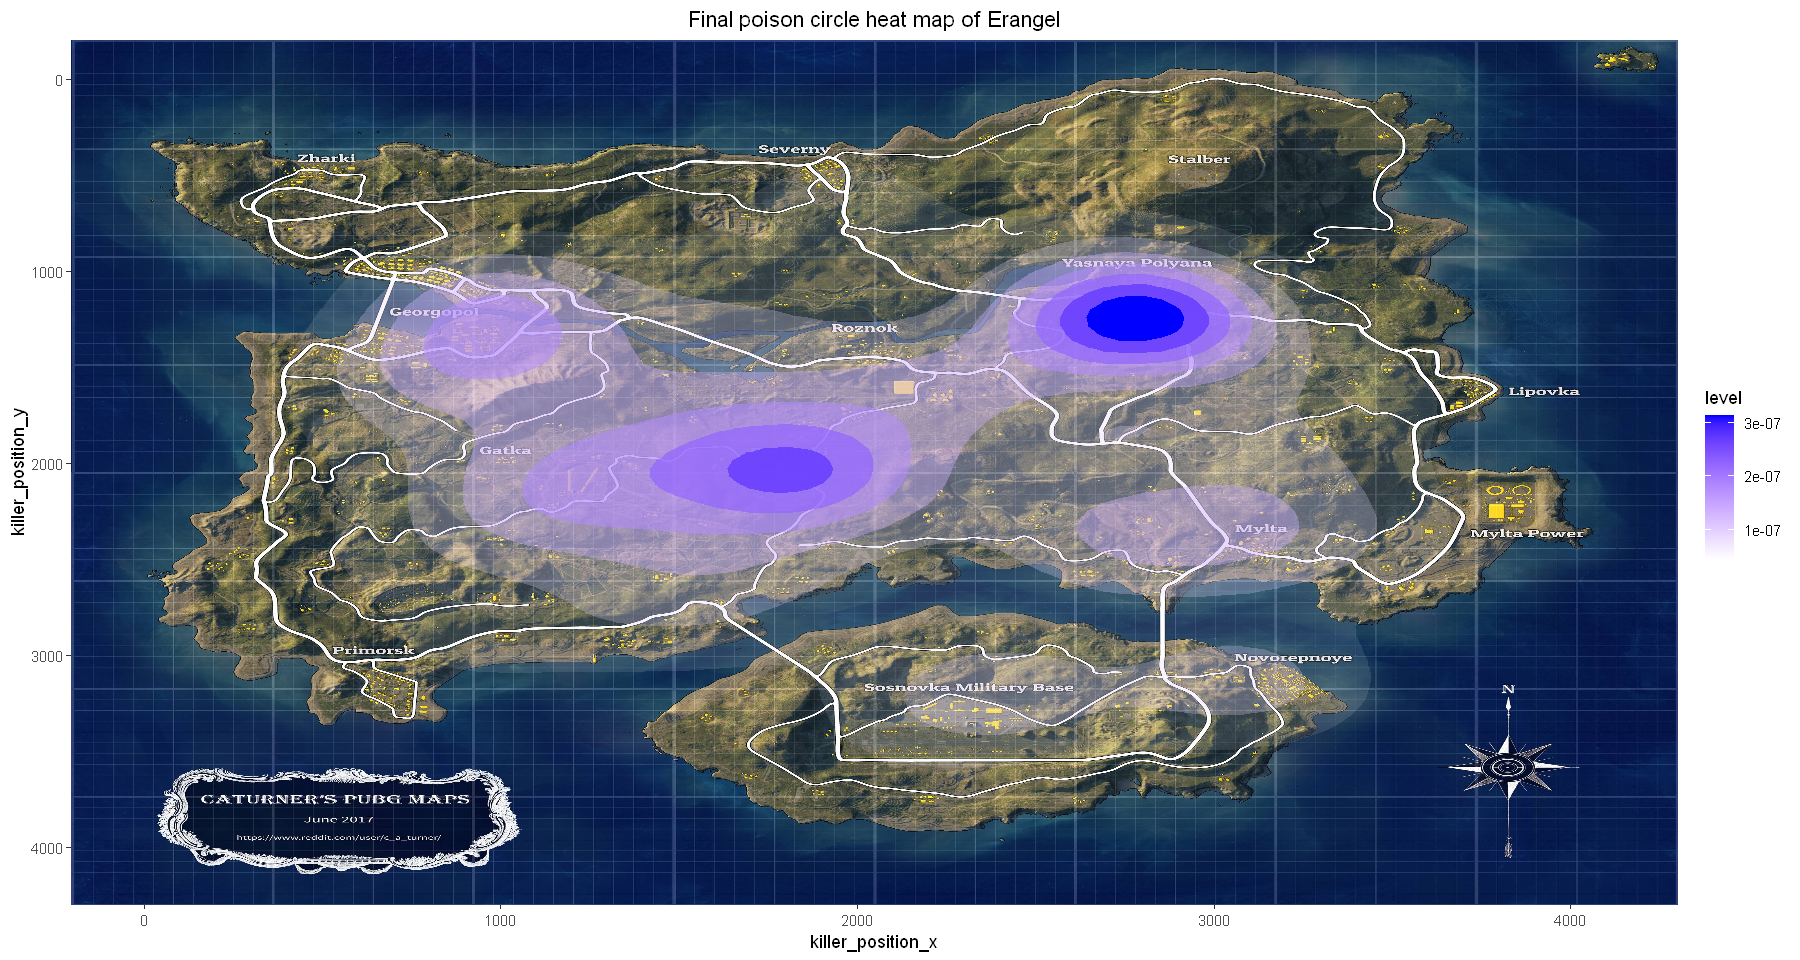 Final poison circle heat map of Erangel
killer_position_y
0
1000
2000
3000
4000
Zharki
Severny
Stalber
Yasnaya Polyana
Georgopol
Roznok
Lipovka
Gatka
Mylta
Mylta Power
Primorsk
Novorepnoye
Sosnovka Military Base
N
CATURNER'S PUBG MAPS
June 2017
https://www.reddit.com/user/c_a_turner/
0
1000
2000
3000
4000
killer_position_x
level
3e-07
2e-07
1e-07